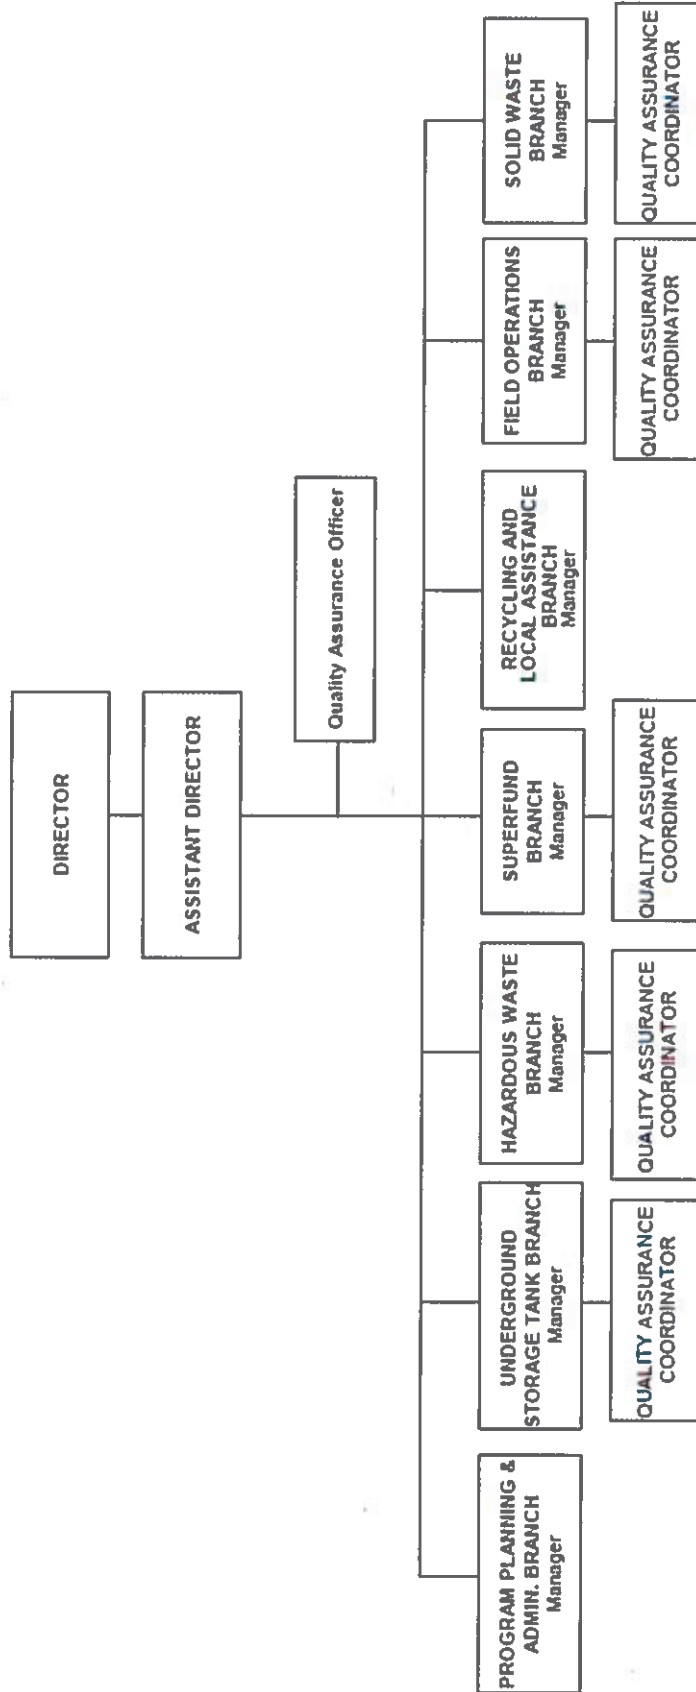 DIRECTOR
ASSISTANT DIRECTOR
Quality Assurance Officer
PROGRAM PLANNING &
ADMIN. BRANCH
Manager
UNDERGROUND
STORAGE TANK BRANCH
Manager
HAZARDOUS WASTE
BRANCH
Manager
SUPERFUND
BRANCH
Manager
RECYCLING AND
LOCAL ASSISTANCE
BRANCH
Manager
FIELD OPERATIONS
BRANCH
Manager
SOLID WASTE
BRANCH
Manager
QUALITY ASSURANCE
COORDINATOR
QUALITY ASSURANCE
COORDINATOR
QUALITY ASSURANCE
COORDINATOR
QUALITY ASSURANCE
COORDINATOR
QUALITY ASSURANCE
COORDINATOR